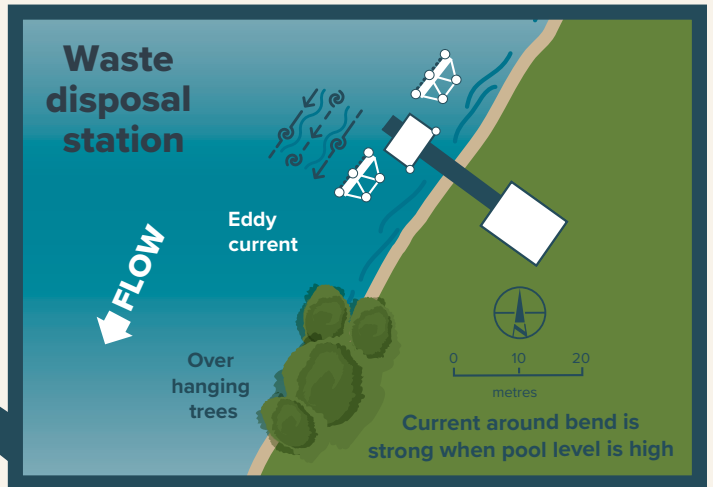 Waste
disposal
station
Eddy
current
FLOW
Over
hanging
trees
0 10 20
metres
Current around bend is
strong when pool level is high